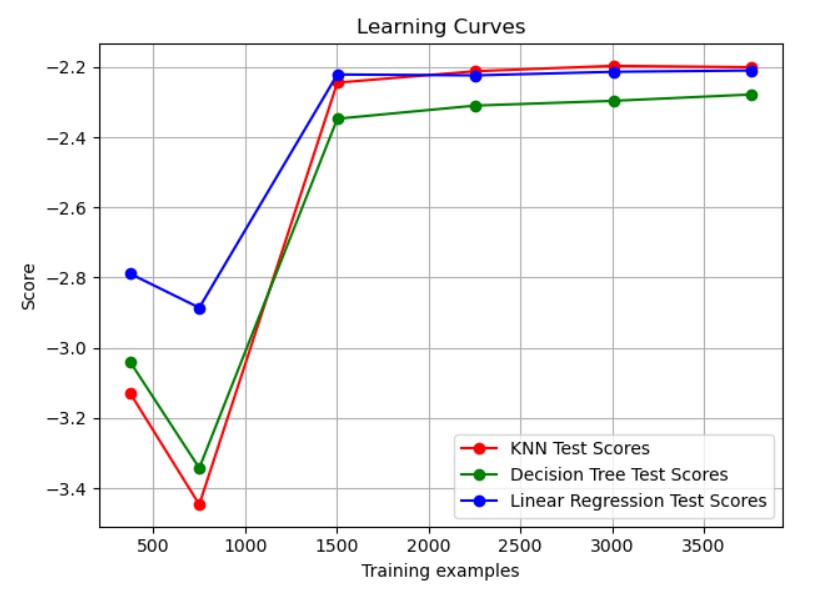 Learning Curves
−2.2
−2.4
−2.6
−2.8
−3.0
−3.2
−3.4
Score
KNN Test Scores
Decision Tree Test Scores
Linear Regression Test Scores
500 1000 1500 2000 2500 3000 3500
Training examples